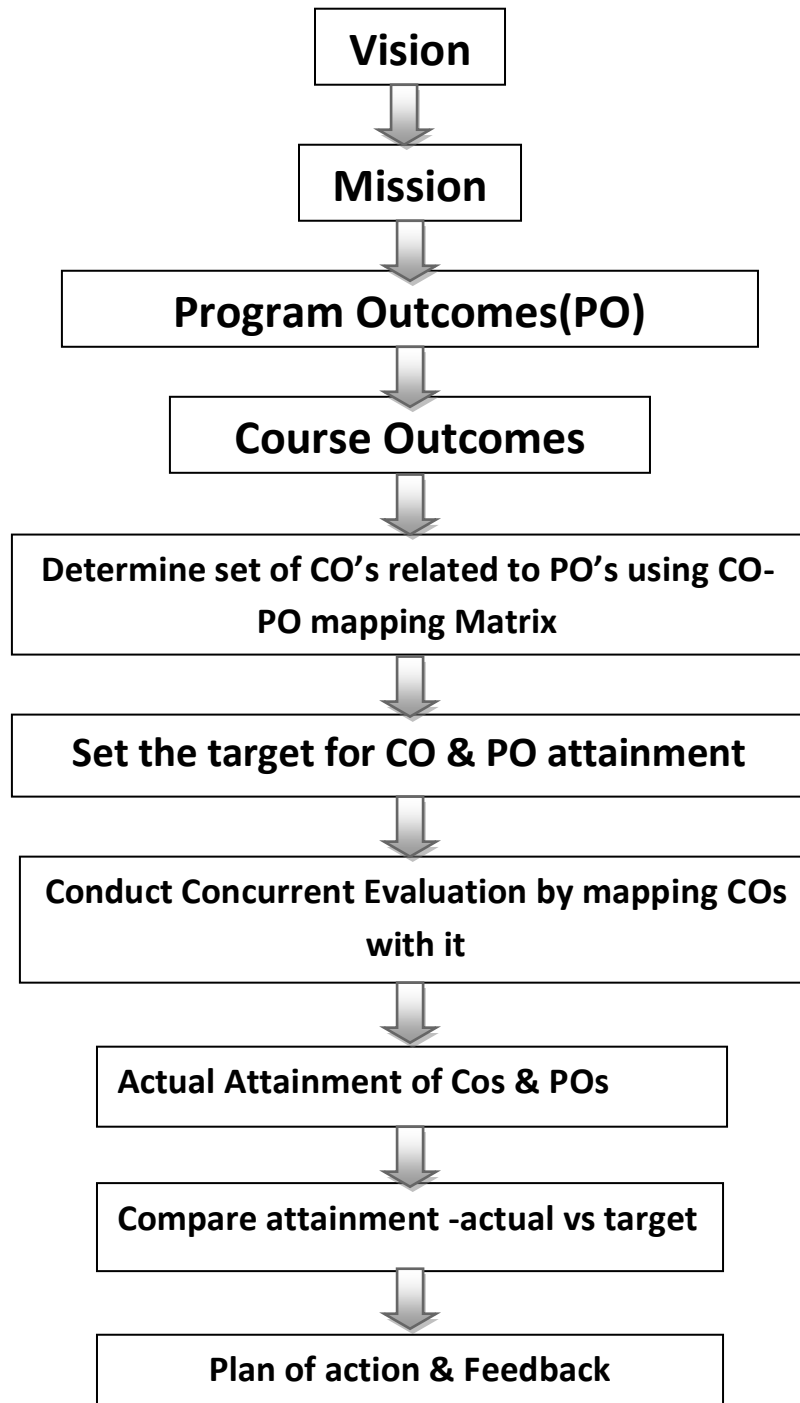 Vision
Mission
Program Outcomes(PO)
Course Outcomes
Determine set of CO’s related to PO’s using CO-
PO mapping Matrix
Set the target for CO & PO attainment
Conduct Concurrent Evaluation by mapping COs
with it
Actual Attainment of Cos & POs
Compare attainment -actual vs target
Plan of action & Feedback